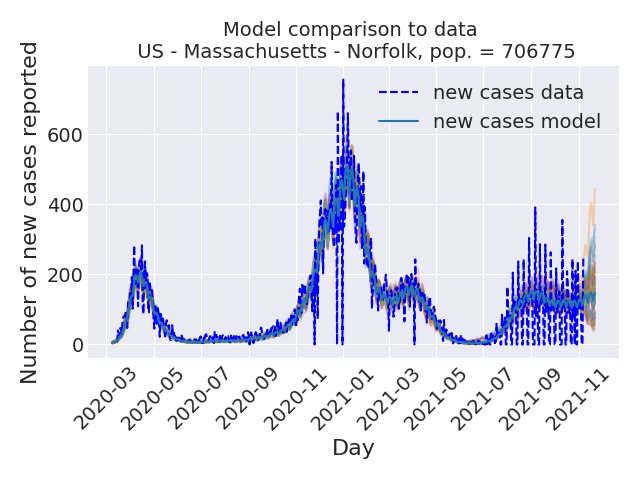 Model comparison to data
US - Massachusetts - Norfolk, pop. = 706775
Number of new cases reported
600
400
200
0
new cases data
new cases model
2020-03
2020-05
2020-07
2020-09
2020-11
2021-01
2021-03
2021-05
2021-07
2021-09
2021-11
Day